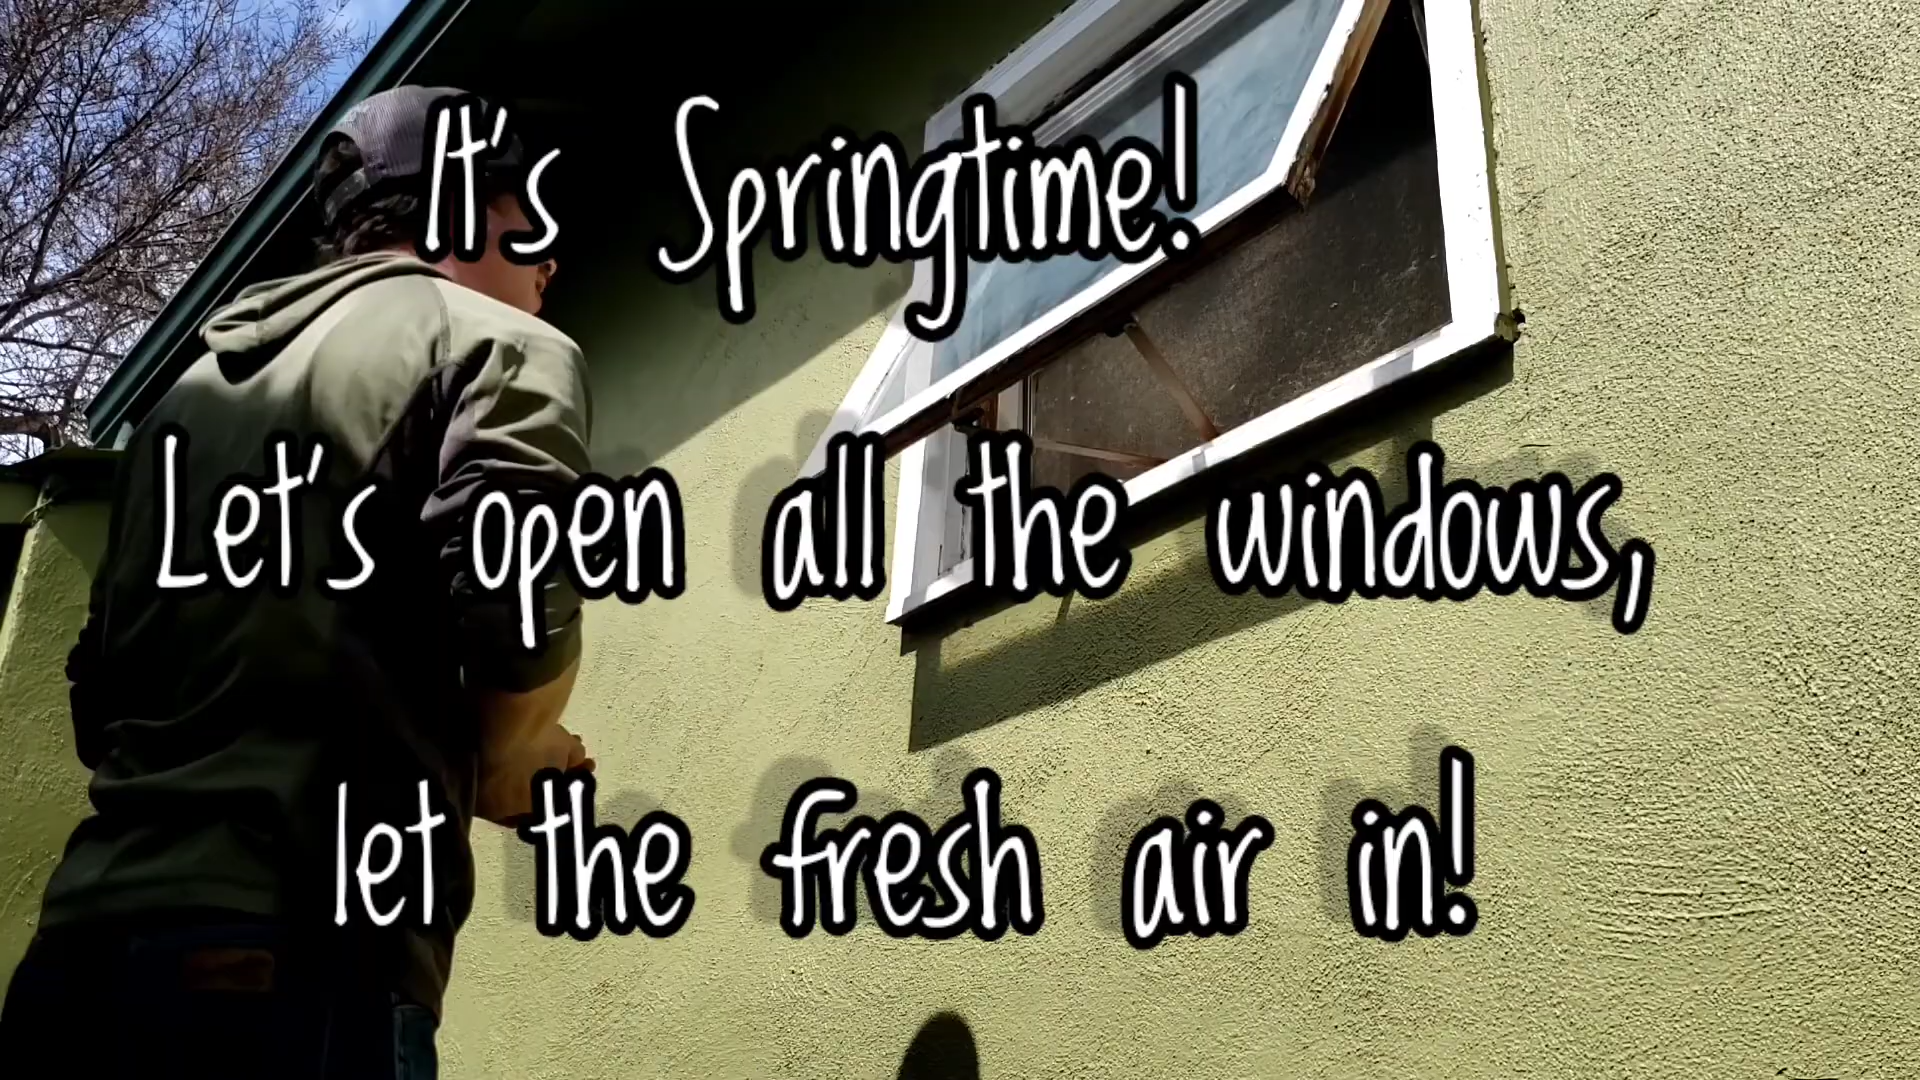 It's Springtime!
Let's open all the windows,
let the fresh air in!